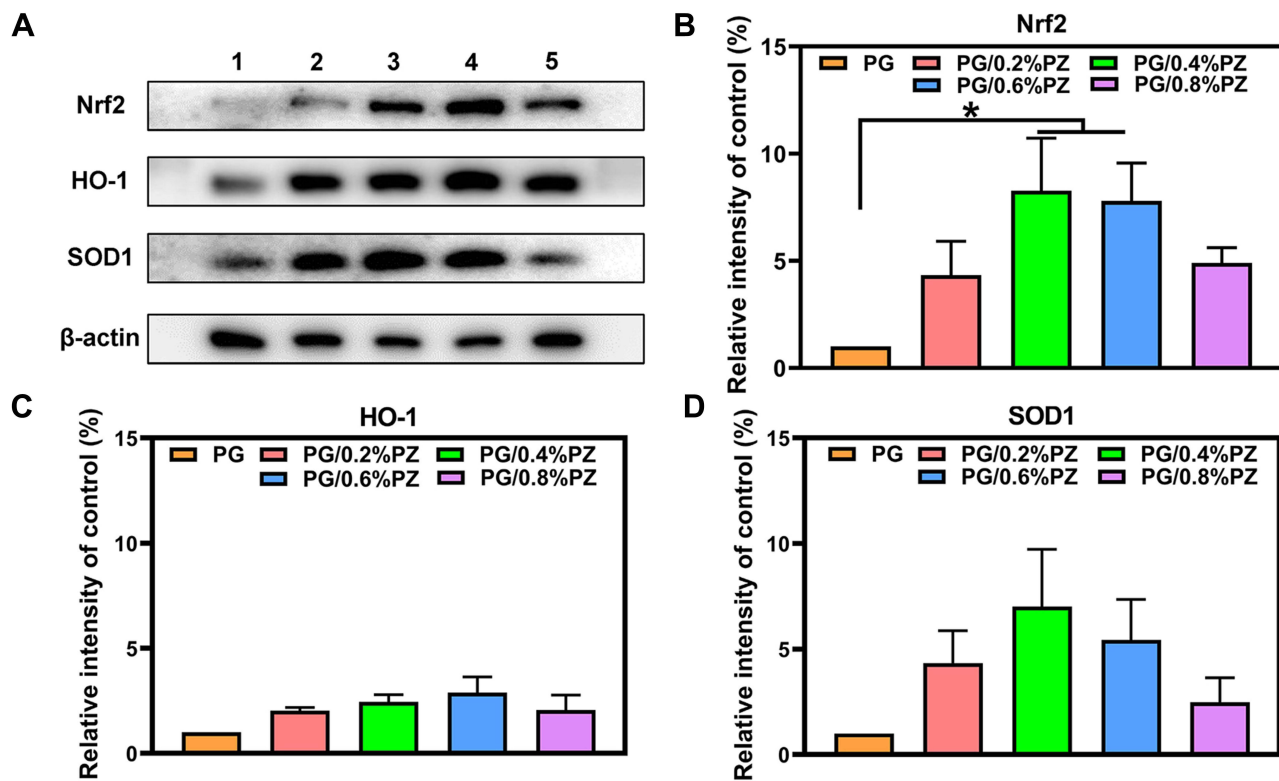 A
1 2 3 4 5
Nrf2
HO-1
SOD1
β-actin
B
Nrf2
Relative intensity of control (%)
15
10
5
0
PG PG/0.2%PZ PG/0.4%PZ
PG/0.6%PZ PG/0.8%PZ
*
C
HO-1
Relative intensity of control (%)
15
10
5
0
PG PG/0.2%PZ PG/0.4%PZ
PG/0.6%PZ PG/0.8%PZ
D
SOD1
Relative intensity of control (%)
15
10
5
0
PG PG/0.2%PZ PG/0.4%PZ
PG/0.6%PZ PG/0.8%PZ